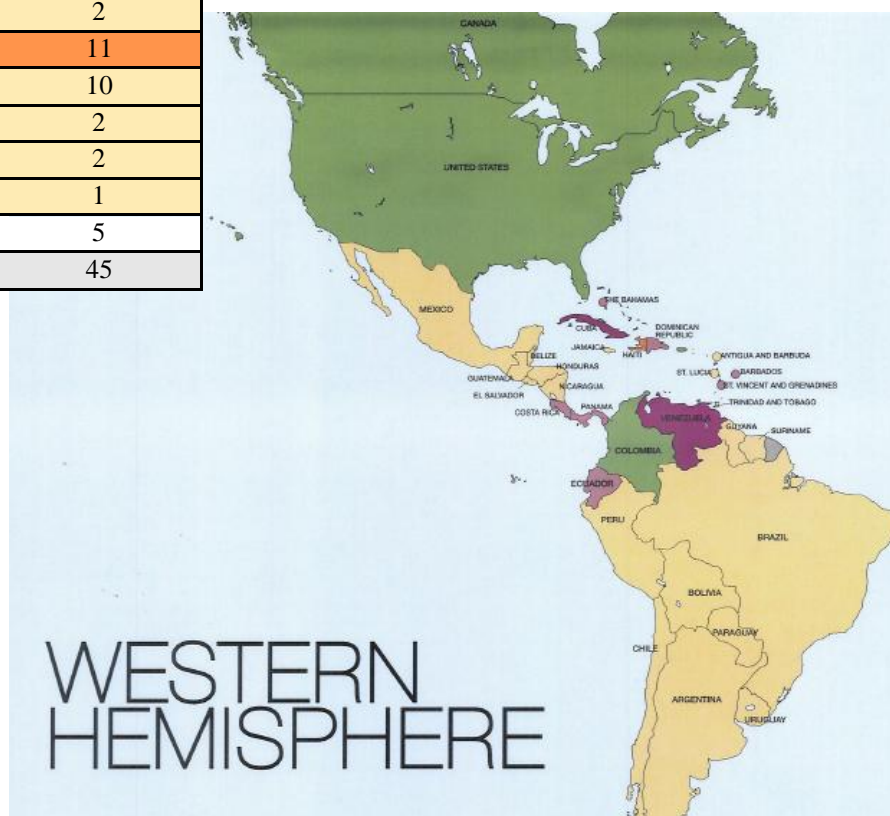 2
11
10
2
2
1
5
45
CANADA
UNITED STATES
MEXICO
THE BAHAMAS
CUBA
DOMINICAN
REPUBLIC
JAMAICA
HAITI
BELIZE
ANTIGUA AND BARBUDA
HONDURAS
ST. LUCIA
BARBADOS
GUATEMALA
NICARAGUA
ST. VINCENT AND GRENADINES
EL SALVADOR
TRINIDAD AND TOBAGO
COSTA RICA
PANAMA
VENEZUELA
GUYANA
SURINAME
COLOMBIA
ECUADOR
PERU
BRAZIL
BOLIVIA
PARAGUAY
CHILE
ARGENTINA
URUGUAY
WESTERN
HEMISPHERE